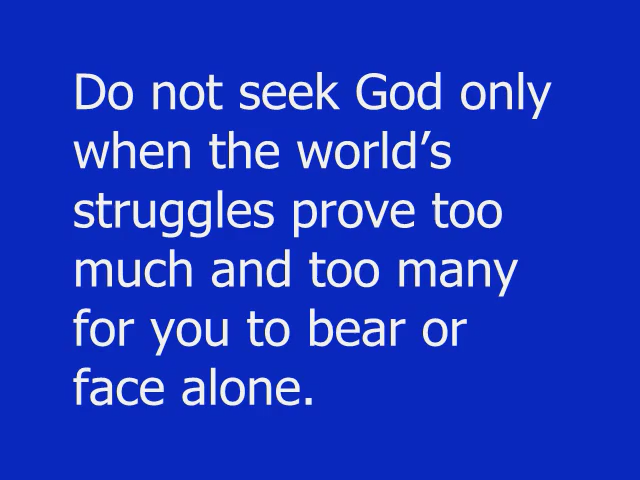 Do not seek God only
when the world’s
struggles prove too
much and too many
for you to bear or
face alone.